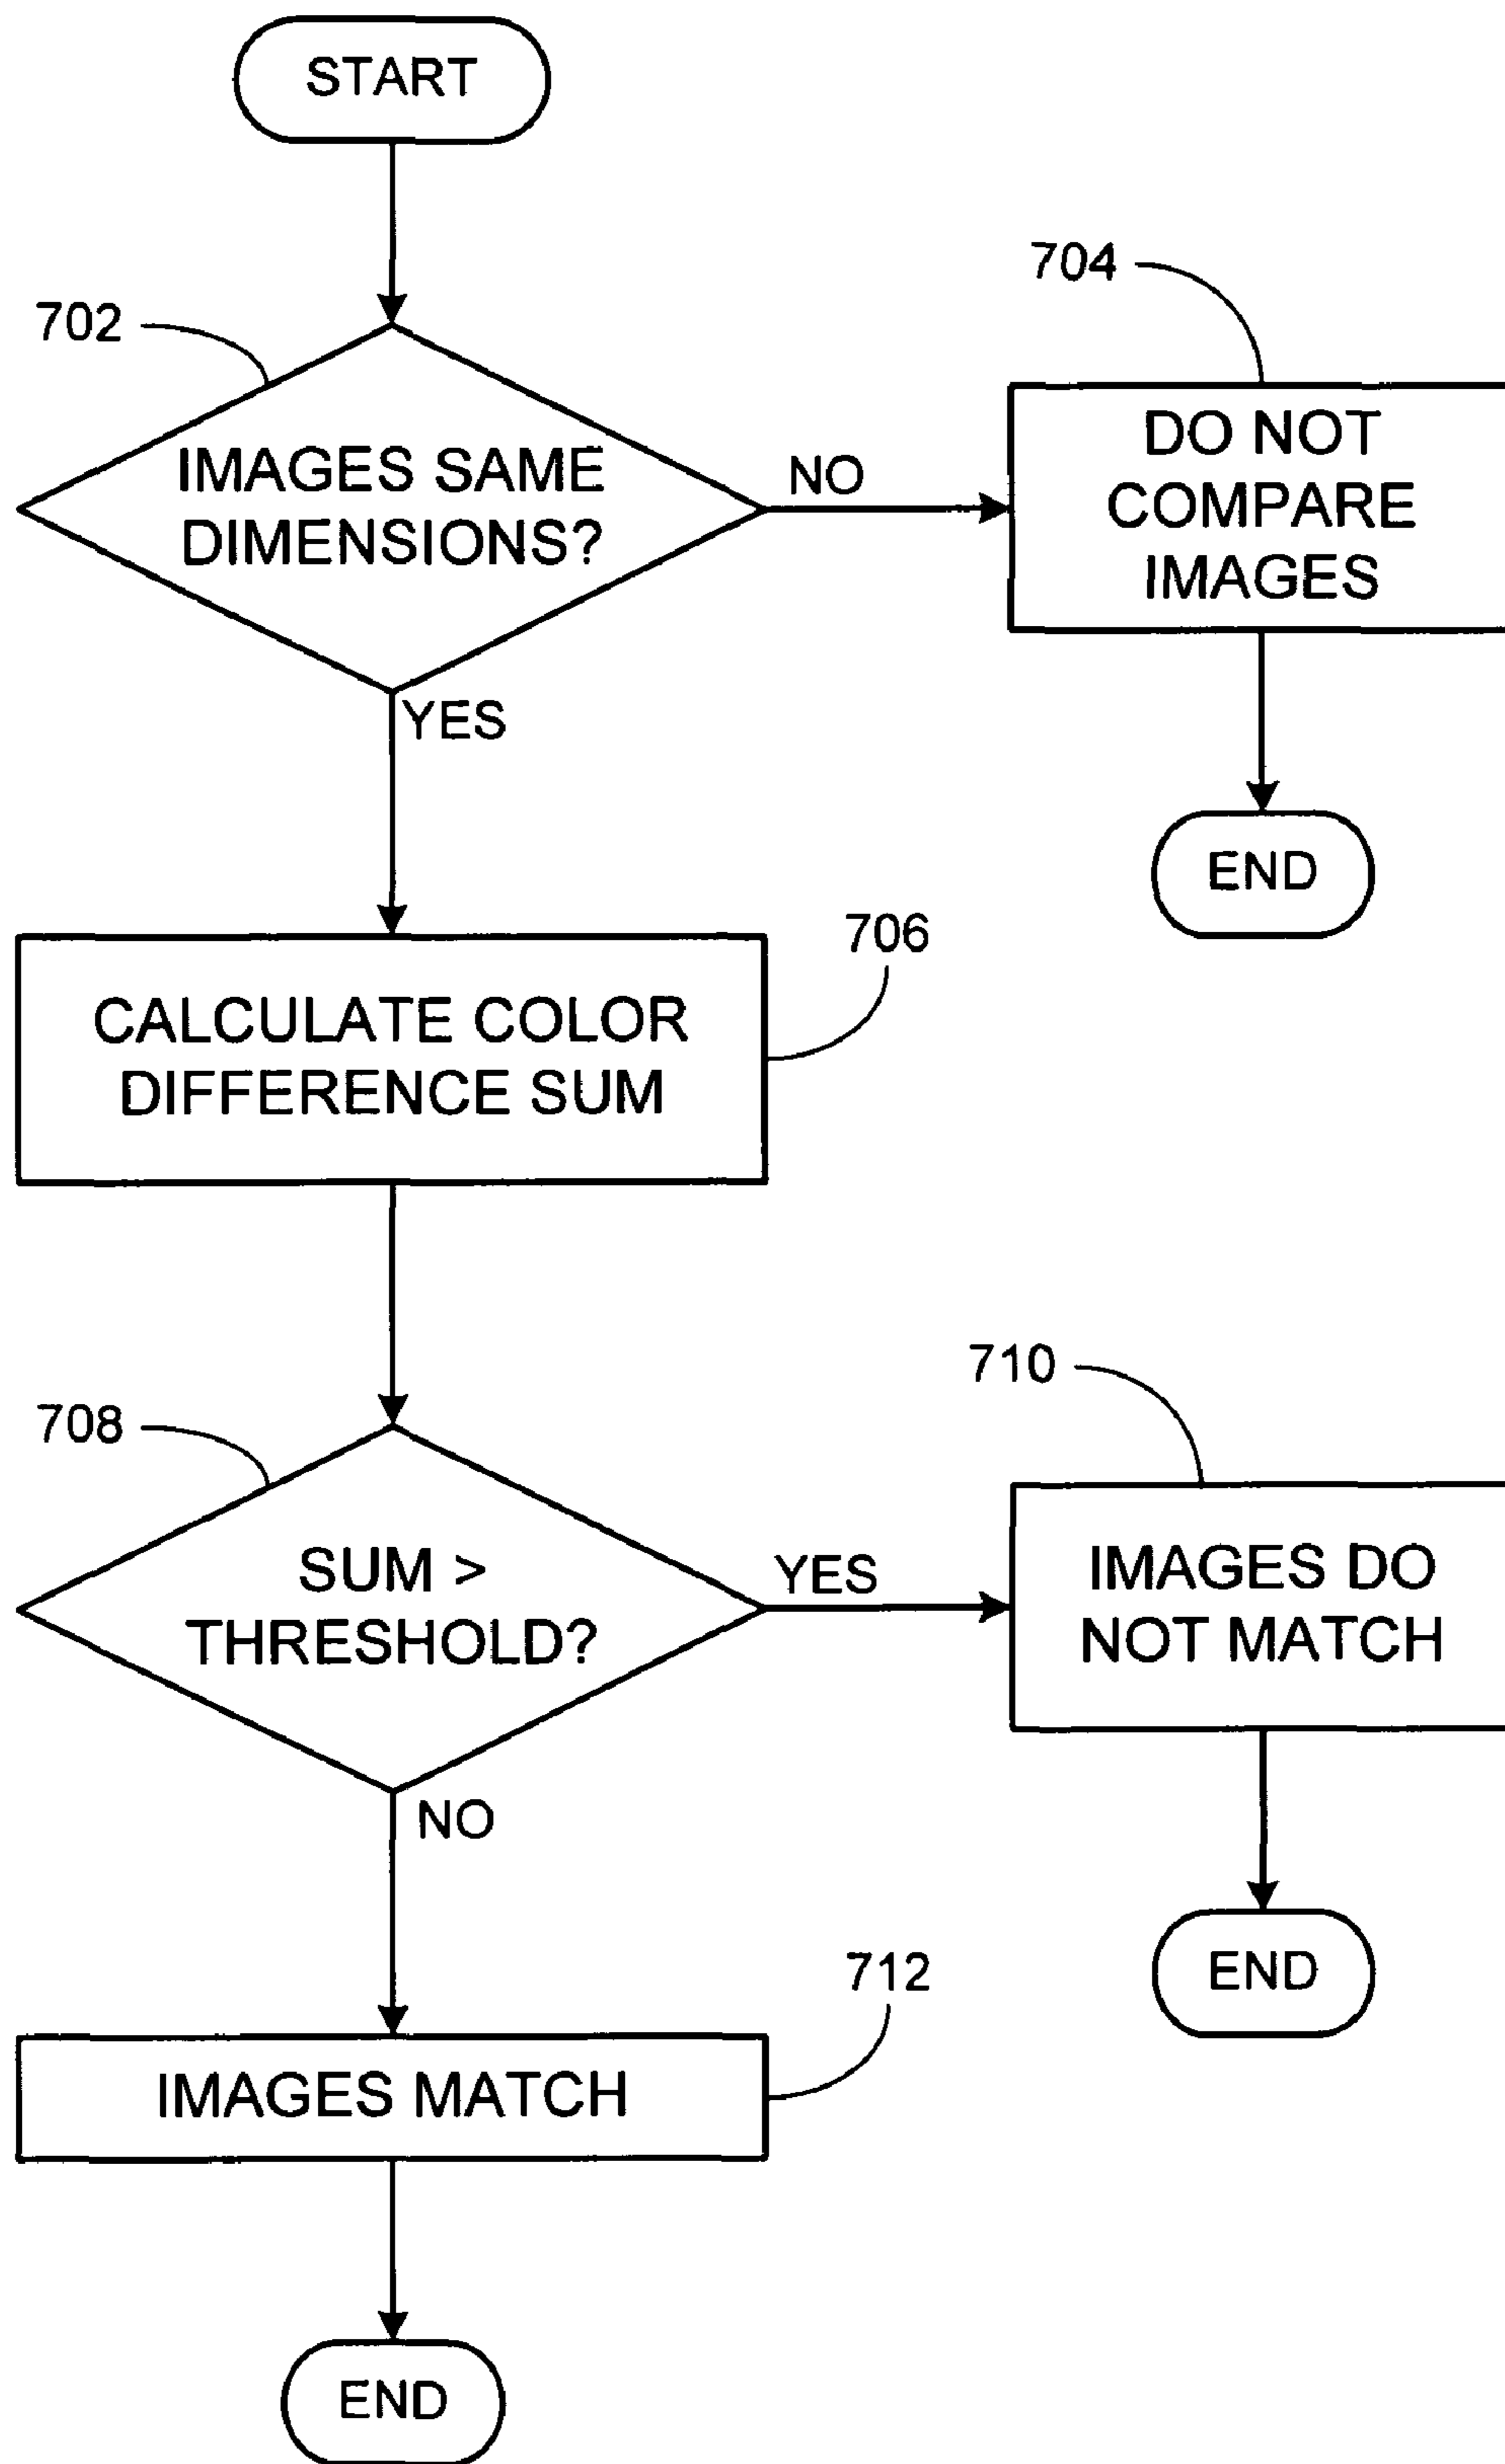 START
702
IMAGES SAME
DIMENSIONS?
NO
704
DO NOT
COMPARE
IMAGES
YES
END
706
CALCULATE COLOR
DIFFERENCE SUM
708
SUM >
THRESHOLD?
YES
710
IMAGES DO
NOT MATCH
NO
END
712
IMAGES MATCH
END